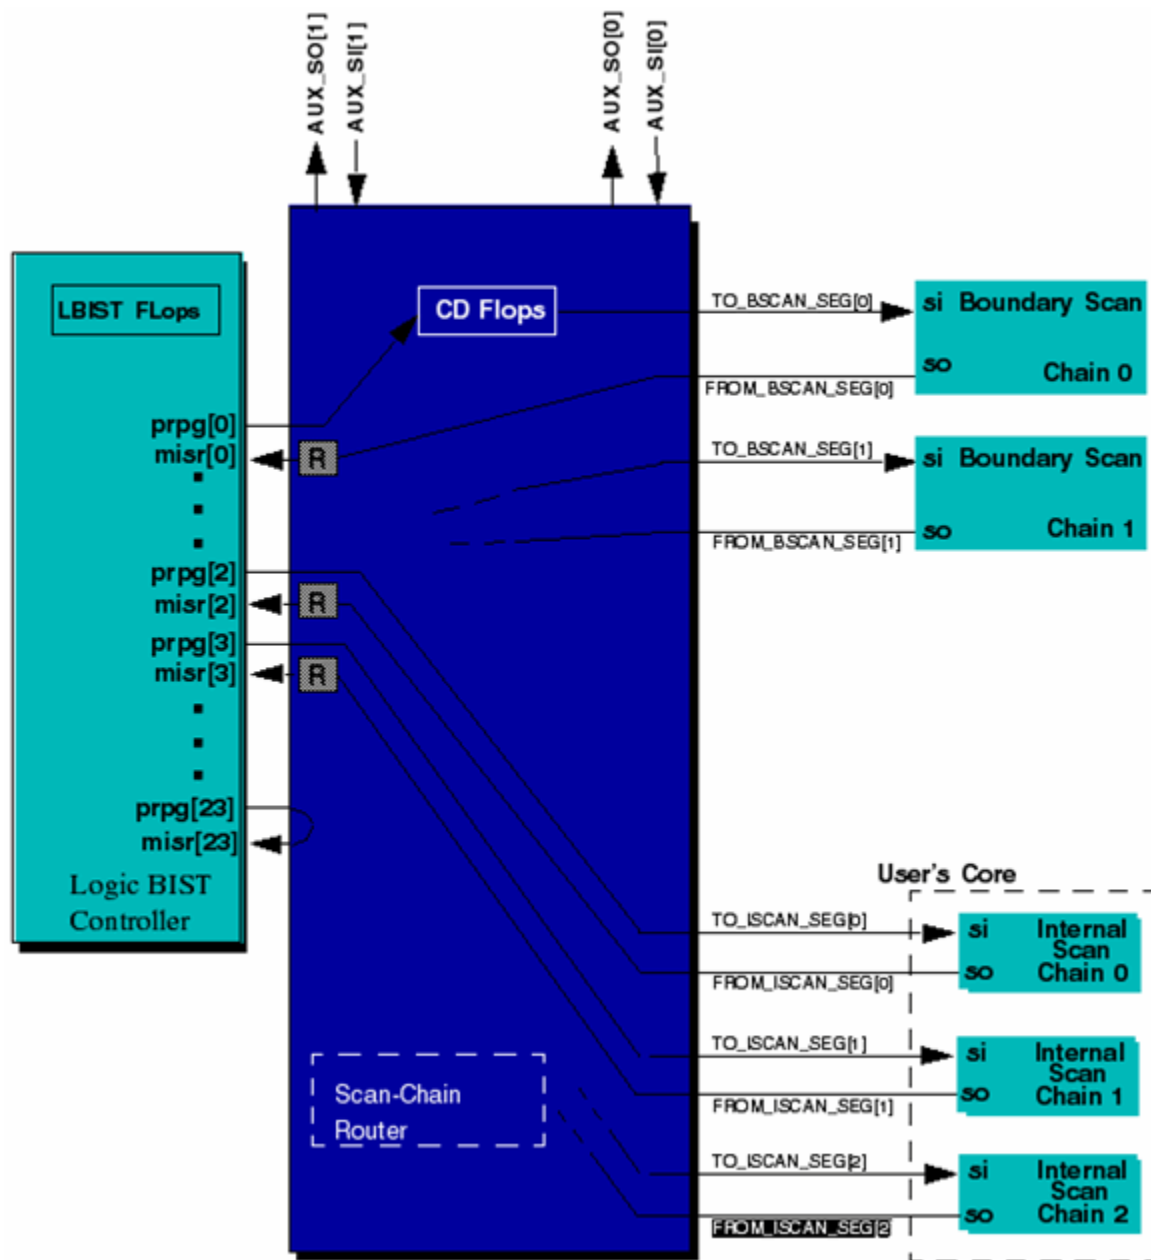 AUX_SO[1]
AUX_SI[1]
AUX_SO[0]
AUX_SI[0]
LBIST FLops
CD Flops
TO_BSCAN_SEG[0]
si Boundary Scan
so
Chain 0
FROM_BSCAN_SEG[0]
prpg[0]
misr[0]
R
TO_BSCAN_SEG[1]
si Boundary Scan
so
Chain 1
FROM_BSCAN_SEG[1]
prpg[2]
misr[2]
R
prpg[3]
misr[3]
R
prpg[23]
misr[23]
Logic BIST
Controller
User's Core
TO_ISCAN_SEG[0]
si Internal
Scan
so Chain 0
FROM_ISCAN_SEG[0]
TO_ISCAN_SEG[1]
si Internal
Scan
so Chain 1
FROM_ISCAN_SEG[1]
Scan-Chain
Router
TO_ISCAN_SEG[2]
si Internal
Scan
so Chain 2
FROM_ISCAN_SEG[2